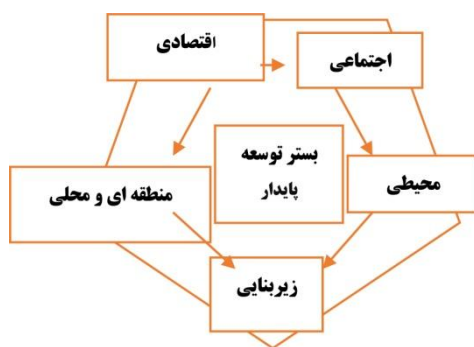 اقتصادی
اجتماعی
بستر توسعه
پایدار
محیطی
منطقه ای و محلی
زیربنایی